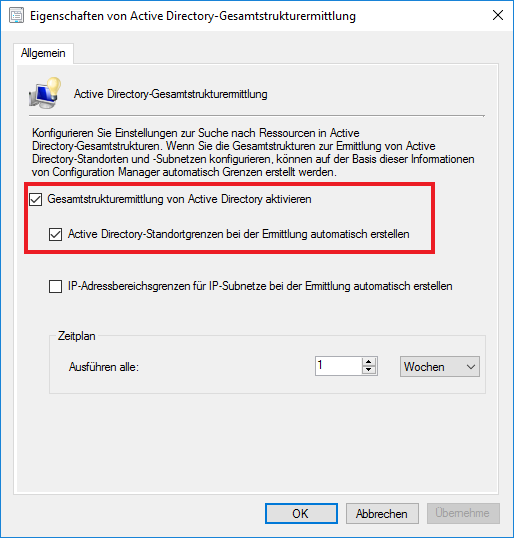 Eigenschaften von Active Directory-Gesamtstrukturermittlung
Allgemein
Active Directory-Gesamtstrukturermittlung
Konfigurieren Sie Einstellungen zur Suche nach Ressourcen in Active
Directory-Gesamtstrukturen. Wenn Sie die Gesamtstrukturen zur Ermittlung von Active
Directory-Standorten und -Subnetzen konfigurieren, können auf der Basis dieser Informationen
von Configuration Manager automatisch Grenzen erstellt werden.
Gesamtstrukturermittlung von Active Directory aktivieren
Active Directory-Standortgrenzen bei der Ermittlung automatisch erstellen
IP-Adressbereichsgrenzen für IP-Subnetze bei der Ermittlung automatisch erstellen
Zeitplan
Ausführen alle:
1
Wochen
OK
Abbrechen
Übernehme